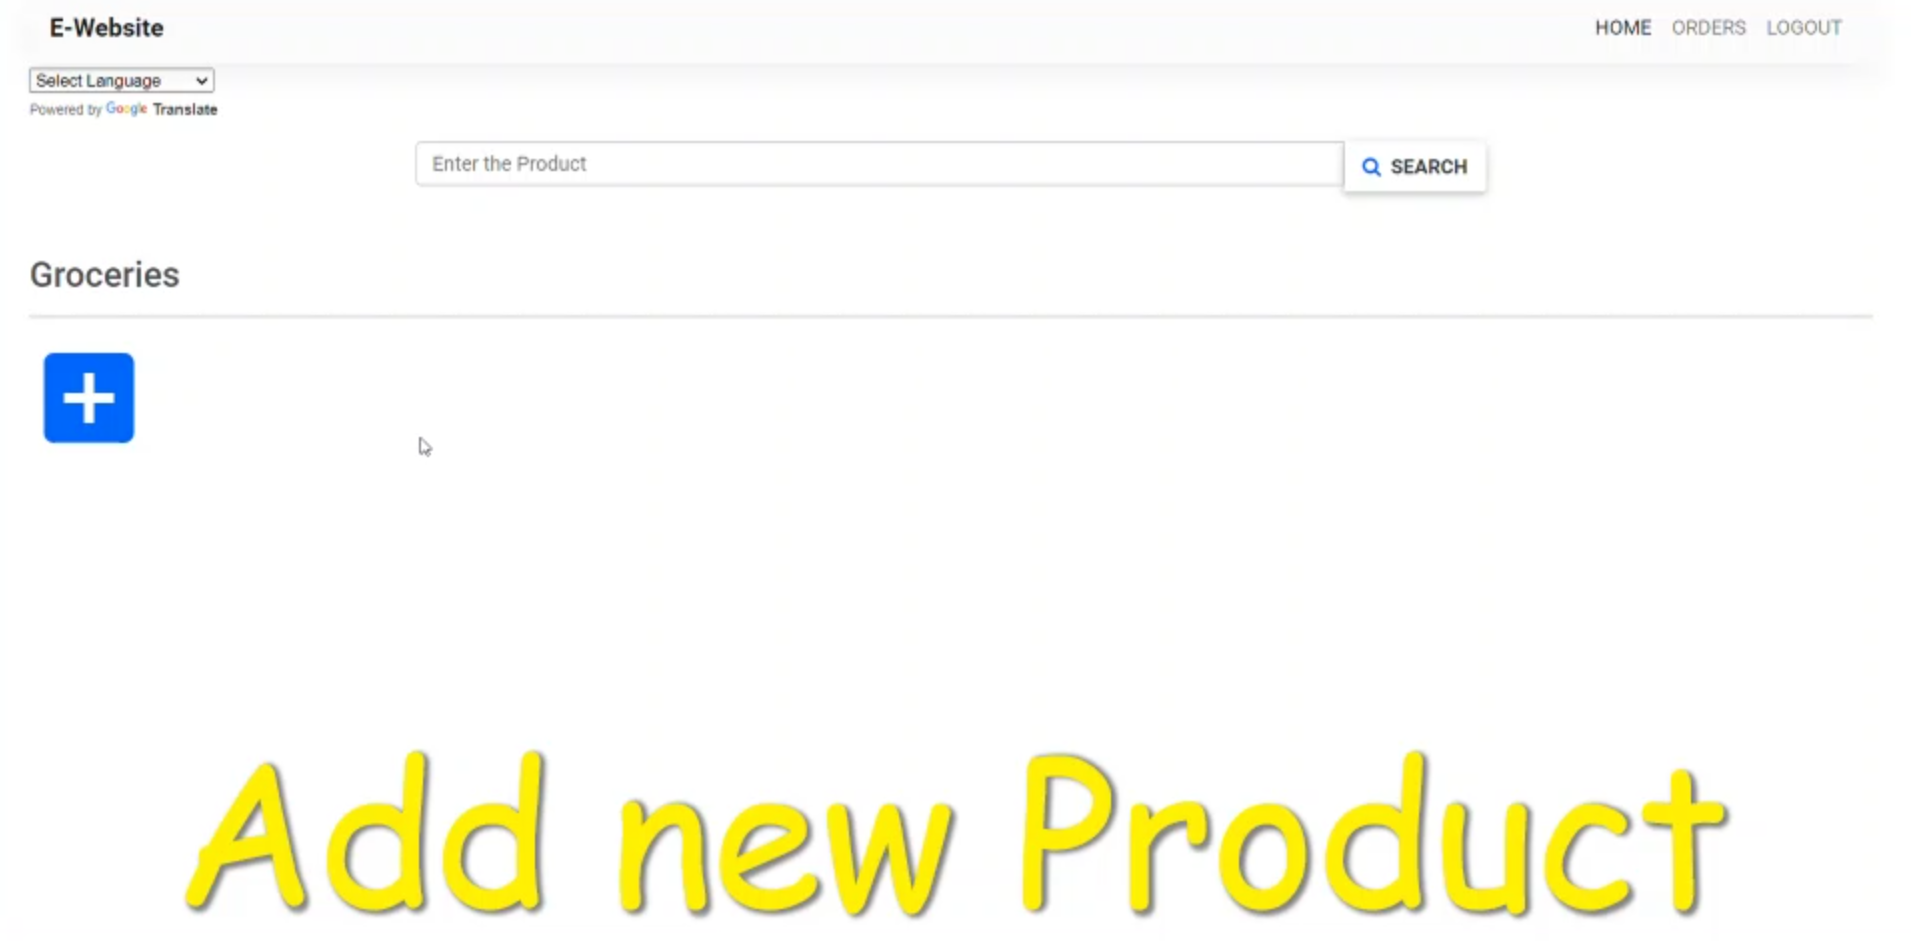 E-Website HOME ORDERS LOGOUT
Select Language
Powered by Google Translate
Enter the Product SEARCH
Groceries
Add new Product